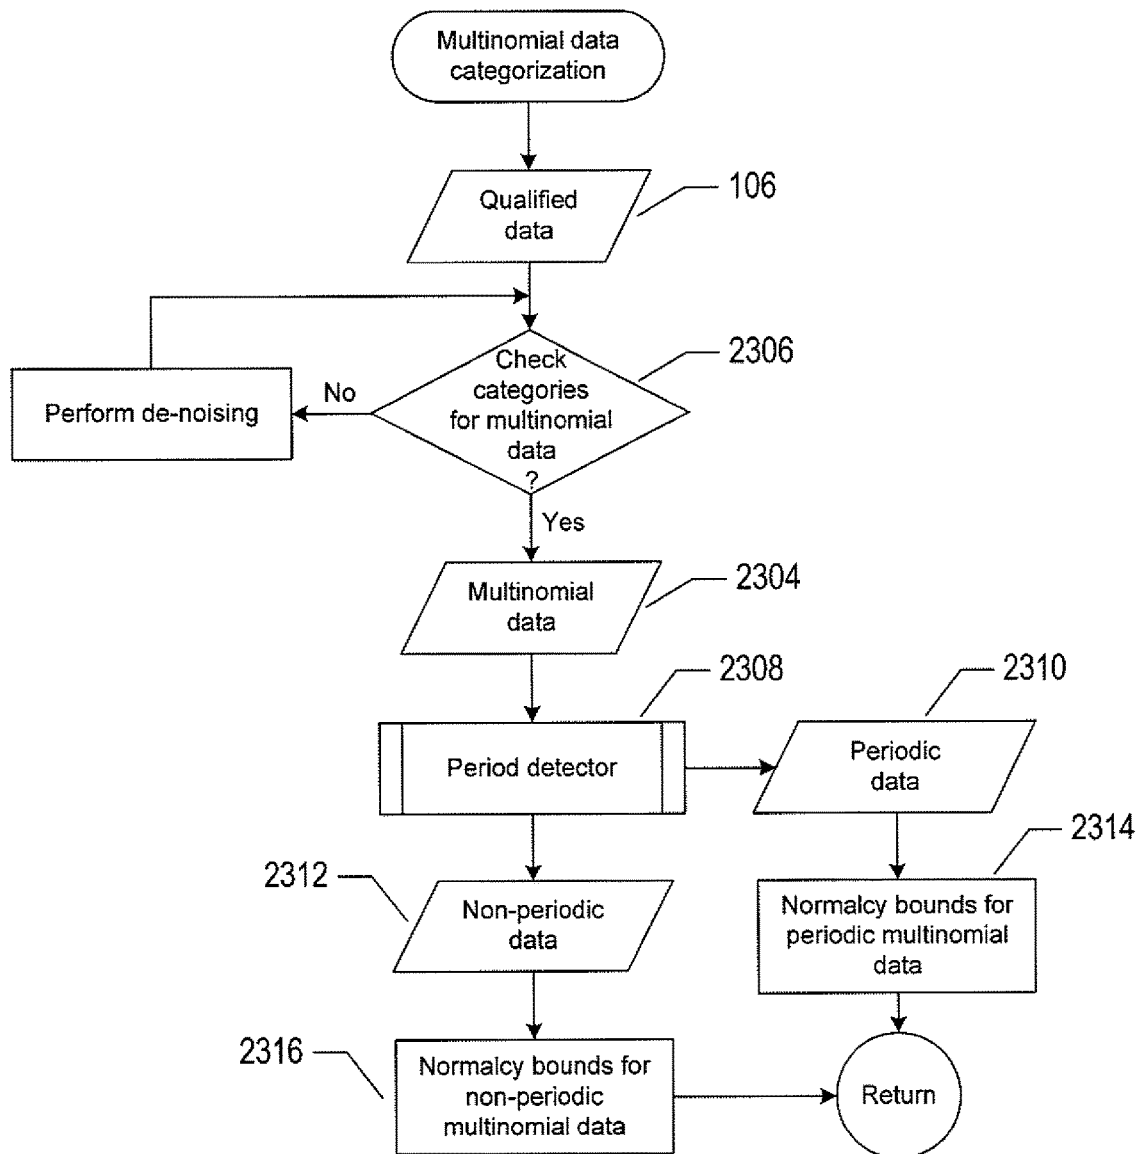 Multinomial data
categorization
Qualified
data
106
Check
categories
for multinomial
data
?
2306
No
Perform de-noising
Yes
Multinomial
data
2304
Period detector
2308
Periodic
data
2310
2312
Non-periodic
data
Normalcy bounds for
periodic multinomial
data
2314
2316
Normalcy bounds for
non-periodic
multinomial data
Return